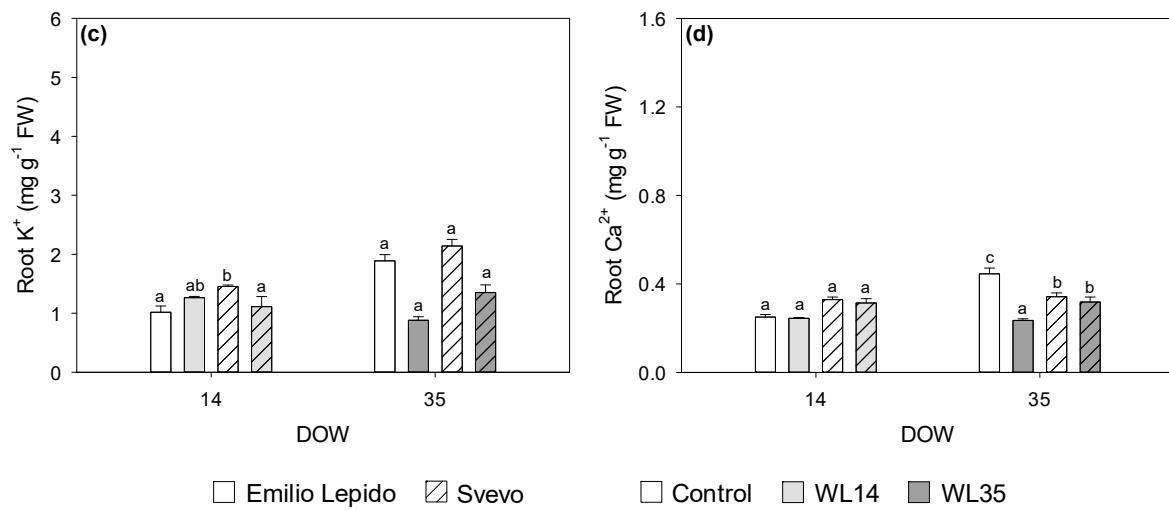 (c)
6
5
4
3
2
1
0
Root K⁺ (mg g⁻¹ FW)
a
ab
b
a
a
a
a
a
14
35
DOW
(d)
1.6
1.2
0.8
0.4
0.0
Root Ca²⁺ (mg g⁻¹ FW)
a
a
a
a
c
a
b
b
14
35
DOW
Emilio Lepido Svevo Control WL14 WL35